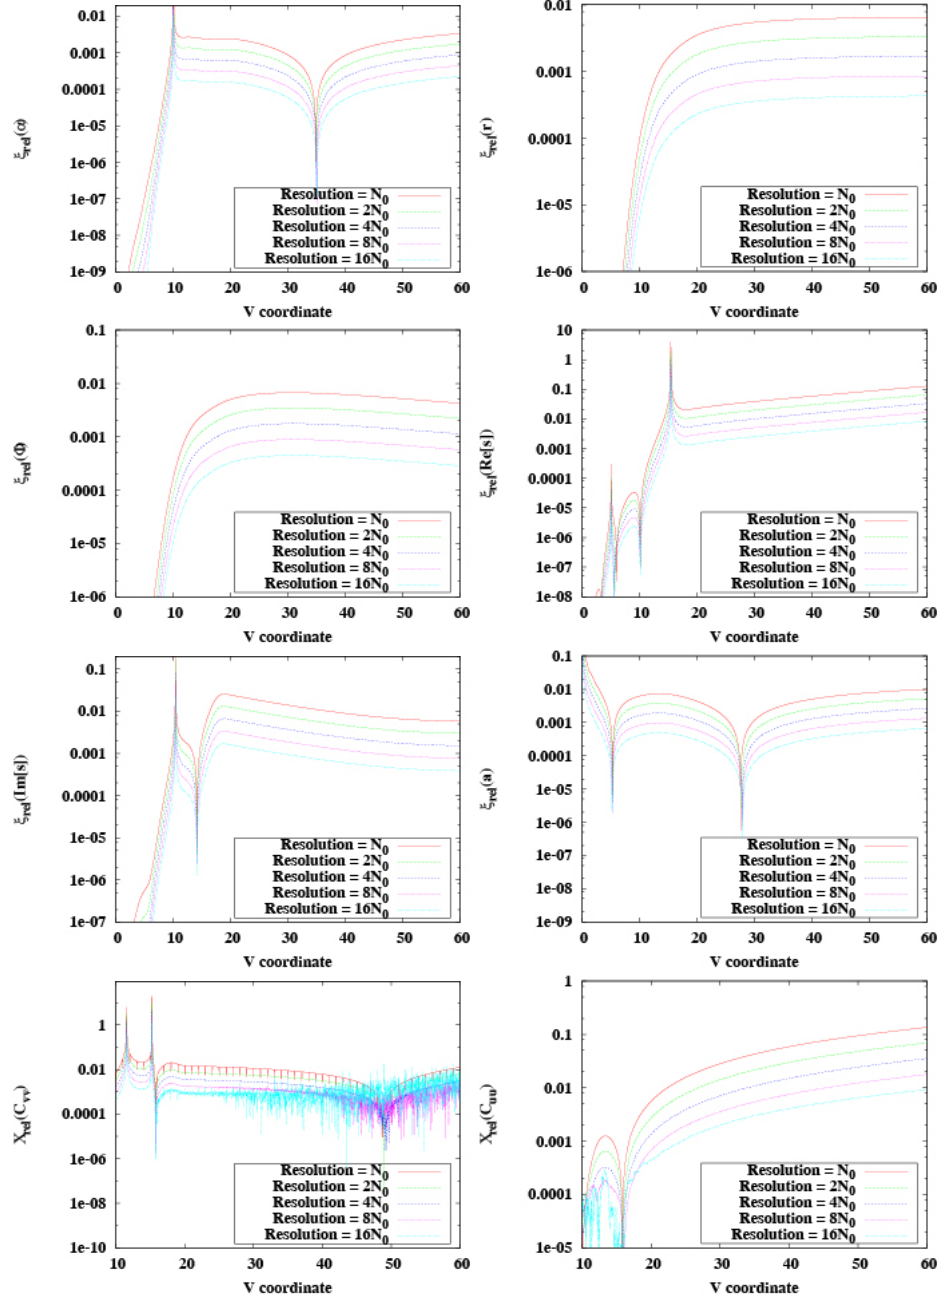 0.01
0.001
0.0001
1e-05
1e-06
1e-07
1e-08
1e-09
ξrel(α)
Resolution = N0
Resolution = 2N0
Resolution = 4N0
Resolution = 8N0
Resolution = 16N0
0 10 20 30 40 50 60
V coordinate
0.01
0.001
0.0001
1e-05
1e-06
ξrel(r)
Resolution = N0
Resolution = 2N0
Resolution = 4N0
Resolution = 8N0
Resolution = 16N0
0 10 20 30 40 50 60
V coordinate
0.1
0.01
0.001
0.0001
1e-05
1e-06
ξrel(Φ)
Resolution = N0
Resolution = 2N0
Resolution = 4N0
Resolution = 8N0
Resolution = 16N0
0 10 20 30 40 50 60
V coordinate
10
1
0.1
0.01
0.001
0.0001
1e-05
1e-06
1e-07
1e-08
ξrel(Re[s])
Resolution = N0
Resolution = 2N0
Resolution = 4N0
Resolution = 8N0
Resolution = 16N0
0 10 20 30 40 50 60
V coordinate
0.1
0.01
0.001
0.0001
1e-05
1e-06
1e-07
ξrel(Im[s])
Resolution = N0
Resolution = 2N0
Resolution = 4N0
Resolution = 8N0
Resolution = 16N0
0 10 20 30 40 50 60
V coordinate
0.1
0.01
0.001
0.0001
1e-05
1e-06
1e-07
1e-08
1e-09
ξrel(a)
Resolution = N0
Resolution = 2N0
Resolution = 4N0
Resolution = 8N0
Resolution = 16N0
0 10 20 30 40 50 60
V coordinate
1
0.01
0.0001
1e-06
1e-08
1e-10
Χrel(Cvv)
Resolution = N0
Resolution = 2N0
Resolution = 4N0
Resolution = 8N0
Resolution = 16N0
10 20 30 40 50 60
V coordinate
1
0.1
0.01
0.001
0.0001
1e-05
Χrel(Cuu)
Resolution = N0
Resolution = 2N0
Resolution = 4N0
Resolution = 8N0
Resolution = 16N0
10 20 30 40 50 60
V coordinate